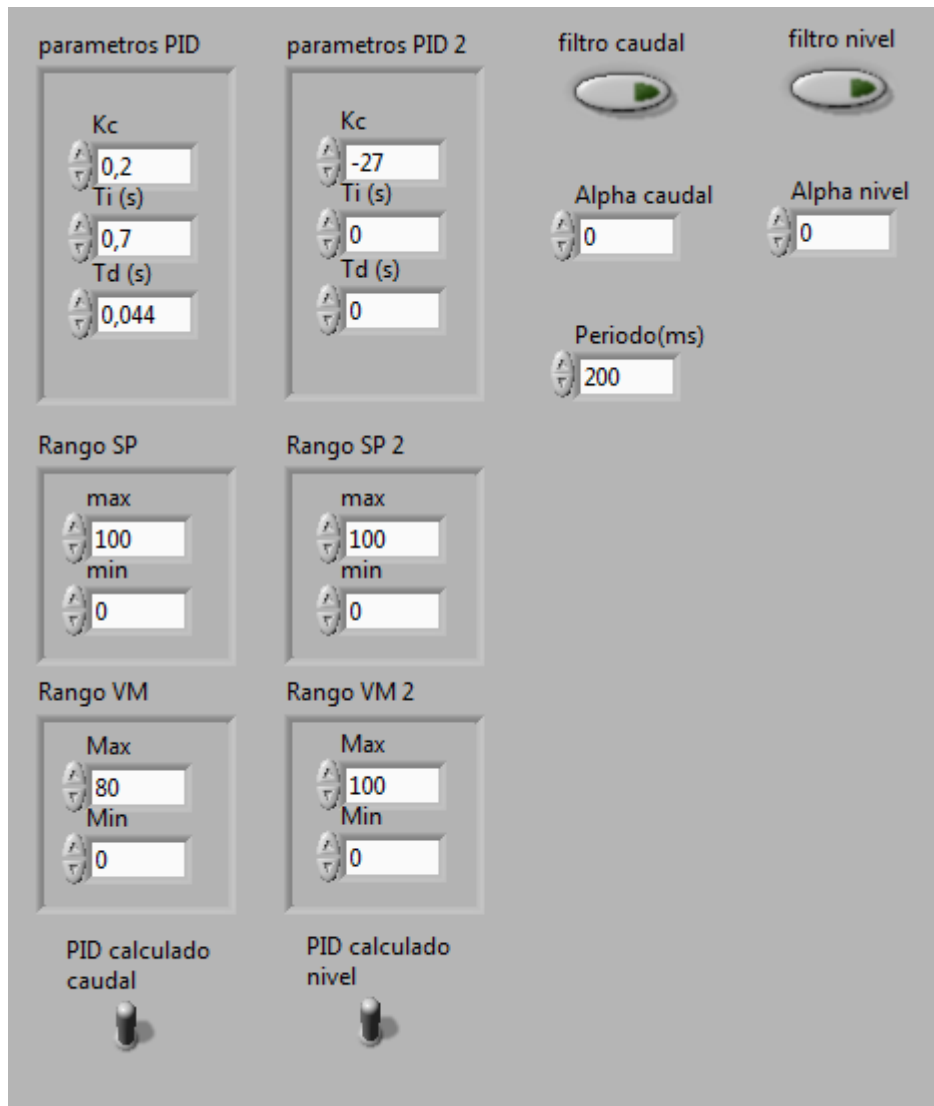 parametros PID
Kc
0,2
Ti (s)
0,7
Td (s)
0,044
parametros PID 2
Kc
-27
Ti (s)
0
Td (s)
0
filtro caudal
filtro nivel
Alpha caudal
0
Alpha nivel
0
Periodo(ms)
200
Rango SP
max
100
min
0
Rango SP 2
max
100
min
0
Rango VM
Max
80
Min
0
Rango VM 2
Max
100
Min
0
PID calculado
caudal
PID calculado
nivel